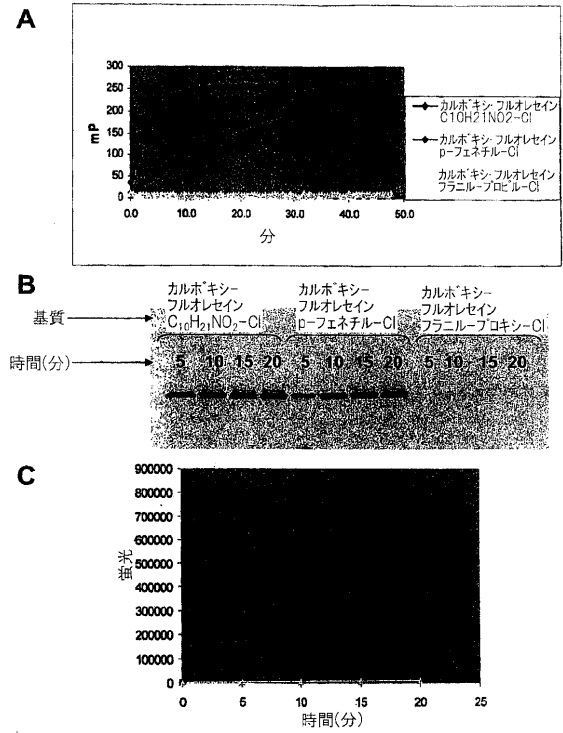 A
300
250
200
150
100
50
0
mP
0.0
10.0
20.0
30.0
40.0
50.0
分
カルボキシ・フルオレセイン
C10H21NO2-Cl
カルボキシ・フルオレセイン
p-フェネチル-Cl
カルボキシ・フルオレセイン
フラニル-プロピル-Cl
B
基質
カルボキシ-
フルオレセイン
C₁₀H₂₁NO₂-Cl
カルボキシ-
フルオレセイン
p-フェネチル-Cl
カルボキシ-
フルオレセイン
フラニル-プロキシ-Cl
時間(分)
5 10 15 20 5 10 15 20 5 10 15 20
C
900000
800000
700000
600000
500000
400000
300000
200000
100000
0
蛍光
0 5 10 15 20 25
時間(分)